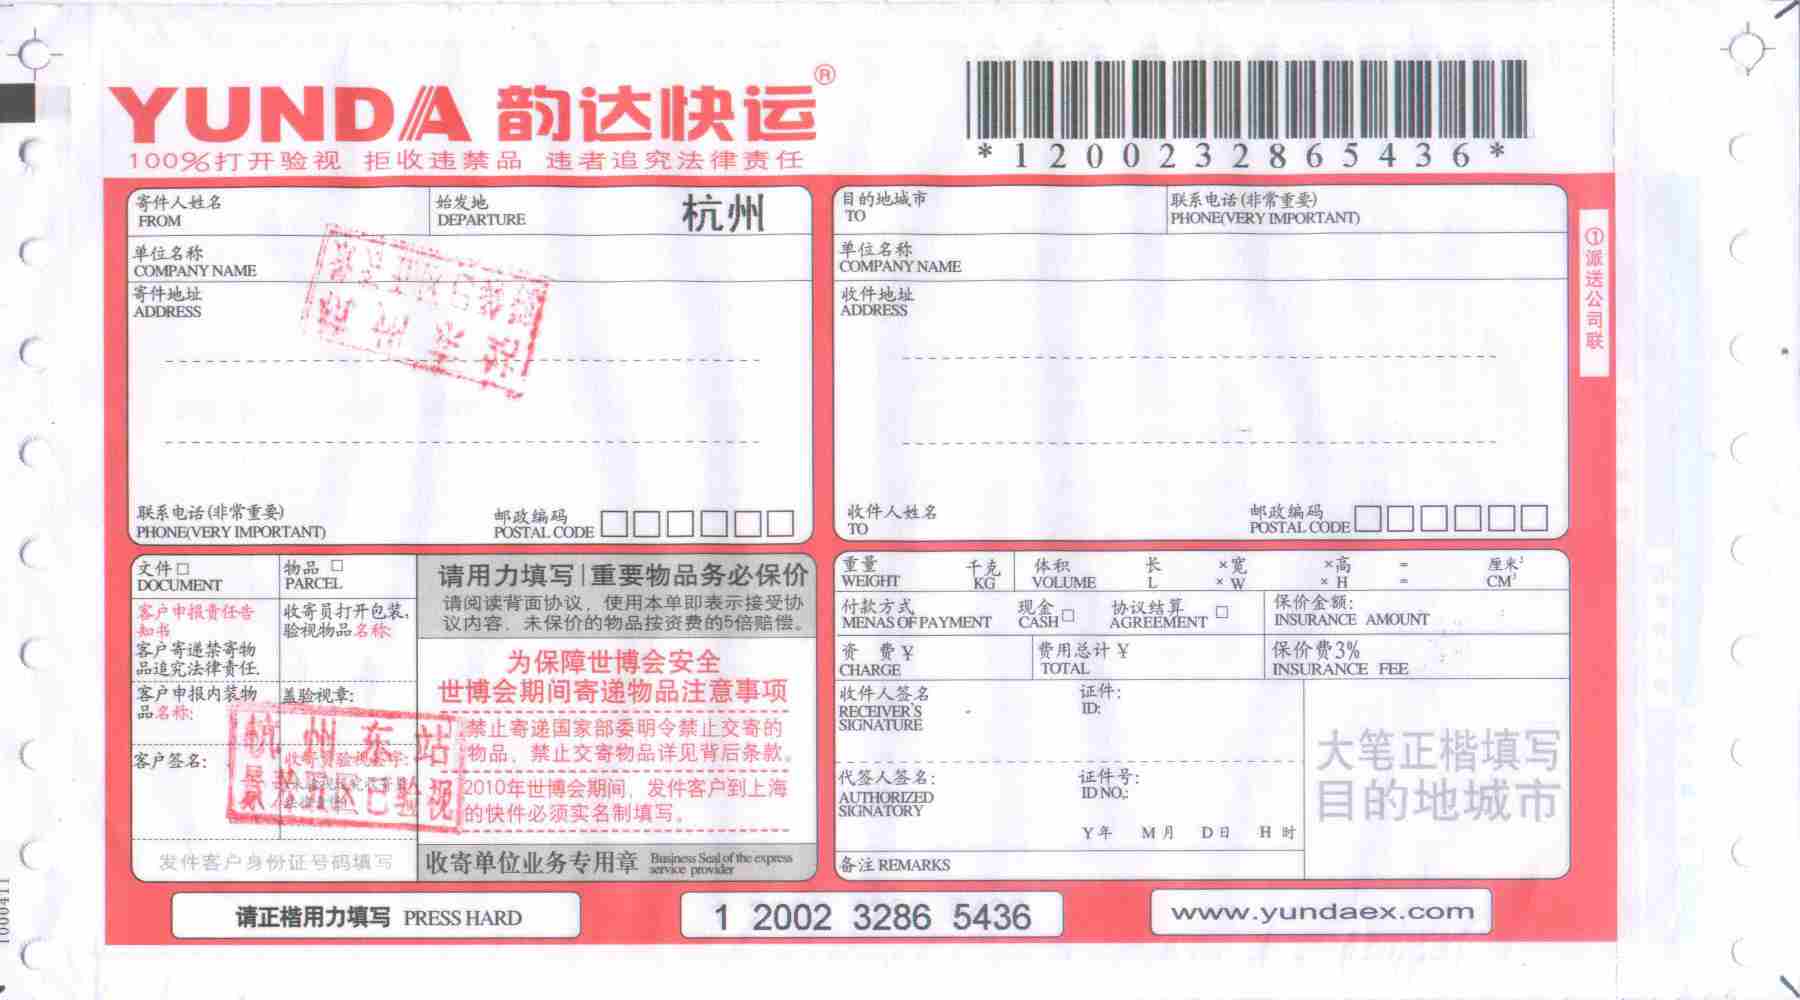 YUNDA 韵达快运®
100%打开验视 拒收违禁品 违者追究法律责任
*1200232865436*
寄件人姓名
FROM
始发地
DEPARTURE
杭州
单位名称
COMPANY NAME
寄件地址
ADDRESS
联系电话(非常重要)
PHONE(VERY IMPORTANT)
邮政编码
POSTAL CODE
目的地城市
TO
联系电话(非常重要)
PHONE(VERY IMPORTANT)
单位名称
COMPANY NAME
收件地址
ADDRESS
收件人姓名
TO
邮政编码
POSTAL CODE
①派送公司联
文件□
DOCUMENT
物品 □
PARCEL
客户申报责任告
知书
客户寄递禁寄物
品追究法律责任.
收寄员打开包装,
验视物品名称:
客户申报内装物
品名称:
盖验视章:
客户签名:
杭州东站
已验视
发件客户身份证号码填写
请用力填写|重要物品务必保价
请阅读背面协议，使用本单即表示接受协
议内容．未保价的物品按资费的5倍赔偿。
为保障世博会安全
世博会期间寄递物品注意事项
禁止寄递国家部委明令禁止交寄的
物品、禁止交寄物品详见背后条款。
2010年世博会期间，发件客户到上海
的快件必须实名制填写。
收寄单位业务专用章 Business Seal of the express
service provider
重量 千克
WEIGHT KG
体积 长 ×宽 ×高 = 厘米³
VOLUME L × W × H = CM³
付款方式 现金□ 协议结算 □
MENAS OF PAYMENT CASH AGREEMENT
保价金额:
INSURANCE AMOUNT
资 费 ¥
CHARGE
费用总计 ¥
TOTAL
保价费3%
INSURANCE FEE
收件人签名
RECEIVER'S
SIGNATURE
证件:
ID:
代签人签名:
AUTHORIZED
SIGNATORY
证件号:
ID NO,:
Y年 M月 D日 H时
备注 REMARKS
大笔正楷填写
目的地城市
请正楷用力填写 PRESS HARD
1 2002 3286 5436
www.yundaex.com
1000411